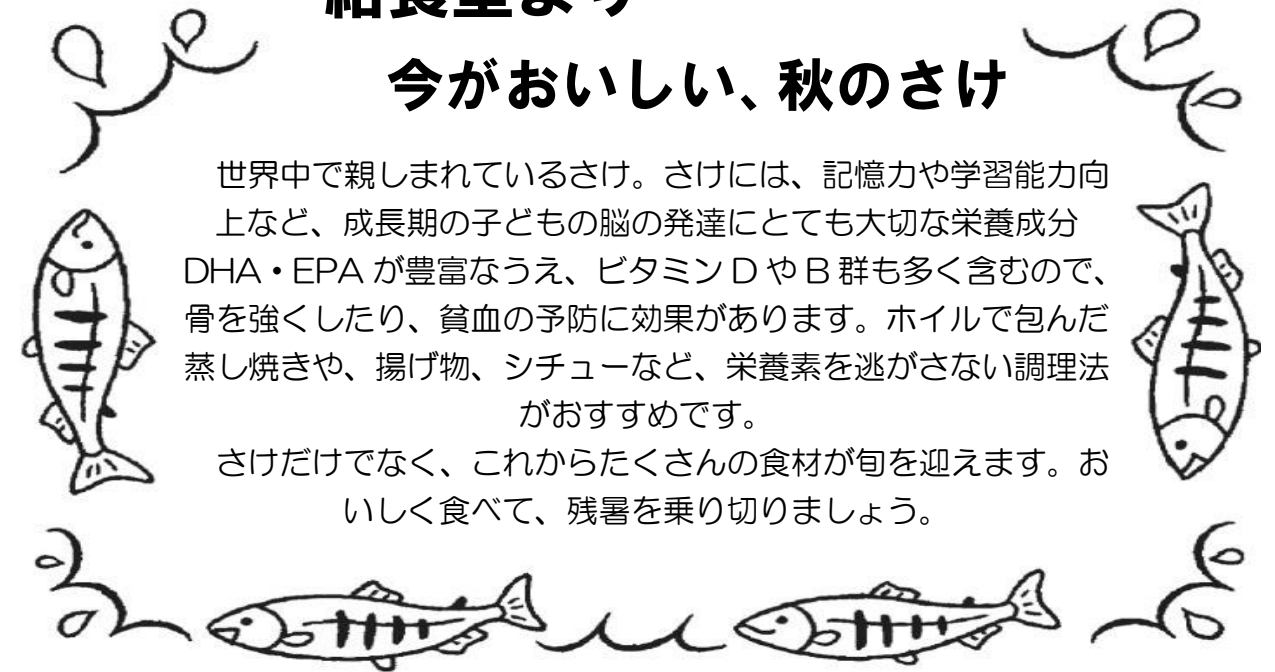 給食室より
今がおいしい、秋のさけ
世界中で親しまれているさけ。さけには、記憶力や学習能力向
上など、成長期の子どもの脳の発達にとても大切な栄養成分
DHA・EPA が豊富なうえ、ビタミン D や B 群も多く含むので、
骨を強くしたり、貧血の予防に効果があります。ホイルで包んだ
蒸し焼きや、揚げ物、シチューなど、栄養素を逃がさない調理法
がおすすめです。
さけだけでなく、これからたくさんの食材が旬を迎えます。お
いしく食べて、残暑を乗り切りましょう。